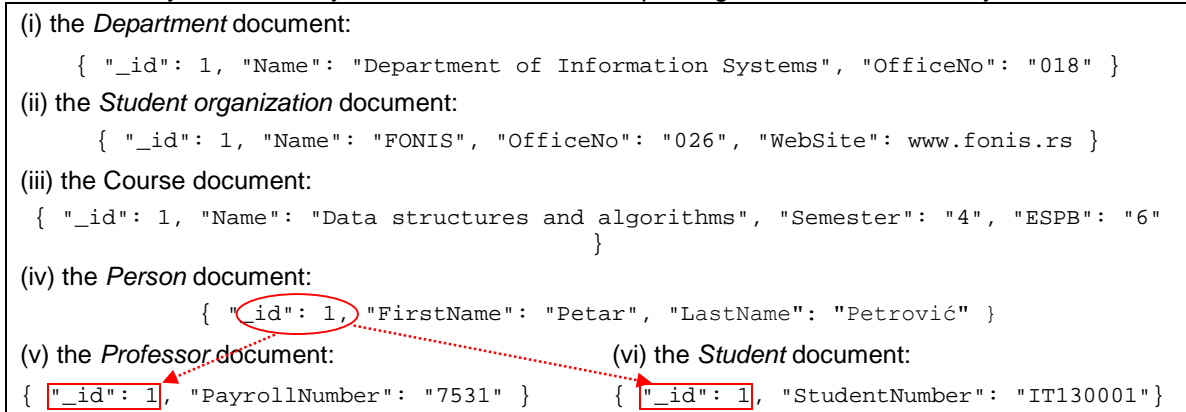 (i) the Department document:
{ "_id": 1, "Name": "Department of Information Systems", "OfficeNo": "018" }
(ii) the Student organization document:
{ "_id": 1, "Name": "FONIS", "OfficeNo": "026", "WebSite": www.fonis.rs }
(iii) the Course document:
{ "_id": 1, "Name": "Data structures and algorithms", "Semester": "4", "ESPB": "6"
}
(iv) the Person document:
{ "_id": 1, "FirstName": "Petar", "LastName": "Petrović" }
(v) the Professor document: (vi) the Student document:
{ "_id": 1, "PayrollNumber": "7531" } { "_id": 1, "StudentNumber": "IT130001"}